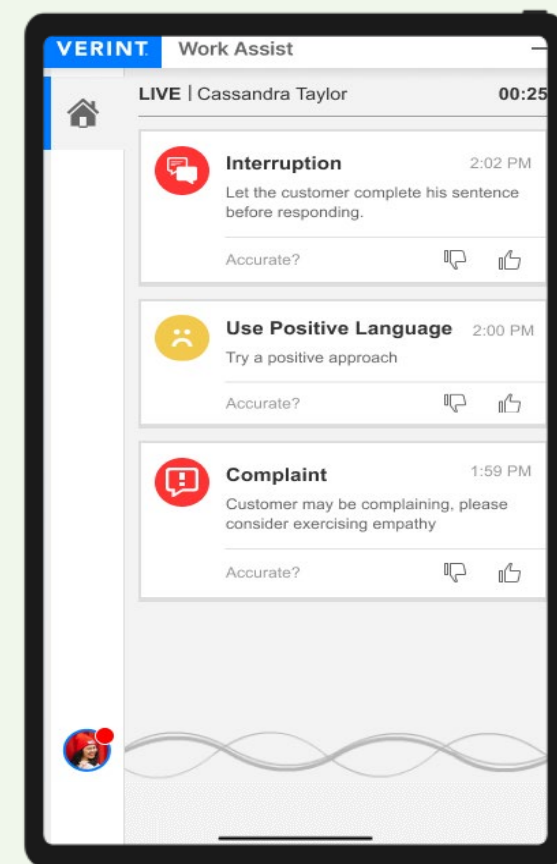 VERINT. Work Assist
LIVE | Cassandra Taylor 00:25
Interruption 2:02 PM
Let the customer complete his sentence
before responding.
Accurate?
Use Positive Language 2:00 PM
Try a positive approach
Accurate?
Complaint 1:59 PM
Customer may be complaining, please
consider exercising empathy
Accurate?